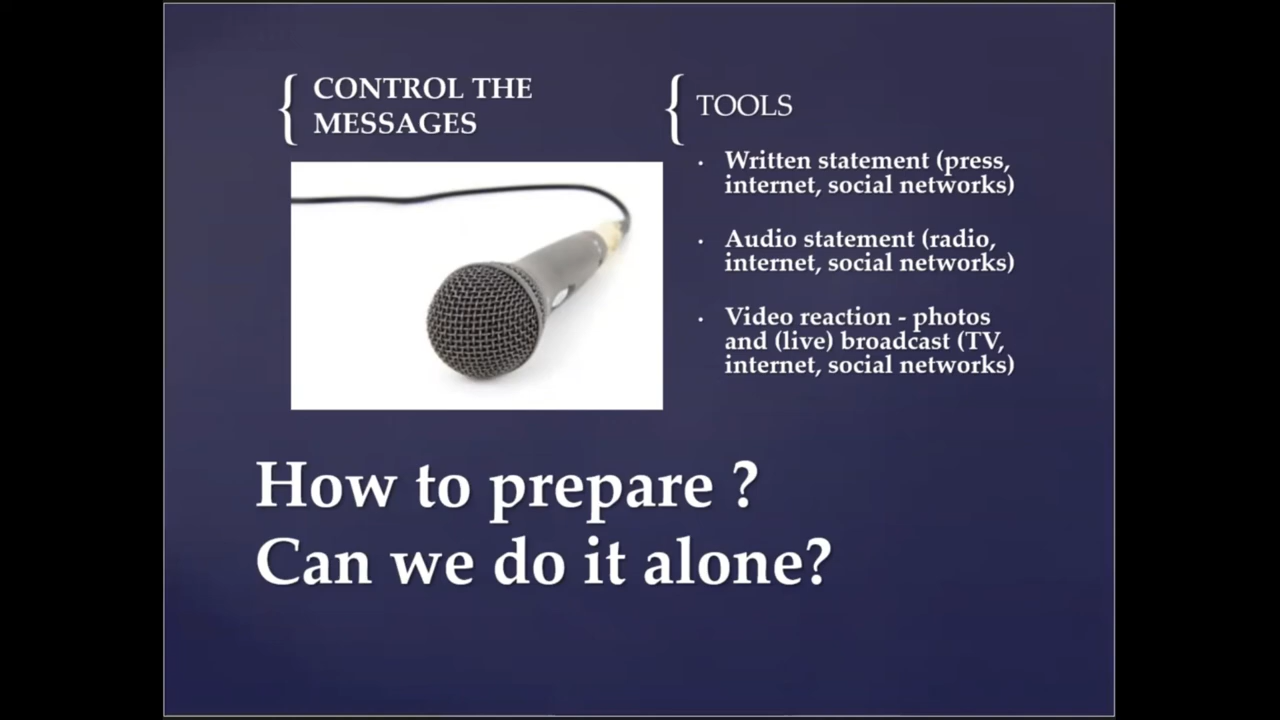 { CONTROL THE
MESSAGES
{ TOOLS
• Written statement (press,
internet, social networks)
• Audio statement (radio,
internet, social networks)
• Video reaction - photos
and (live) broadcast (TV,
internet, social networks)
How to prepare ?
Can we do it alone?